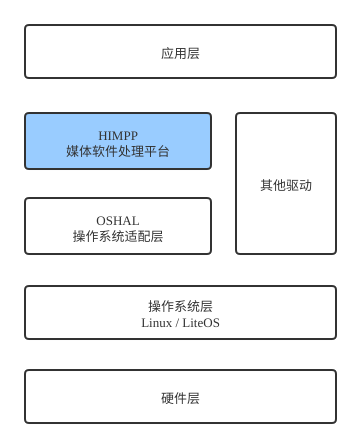 应用层
HIMPP
媒体软件处理平台
其他驱动
OSHAL
操作系统适配层
操作系统层
Linux / LiteOS
硬件层